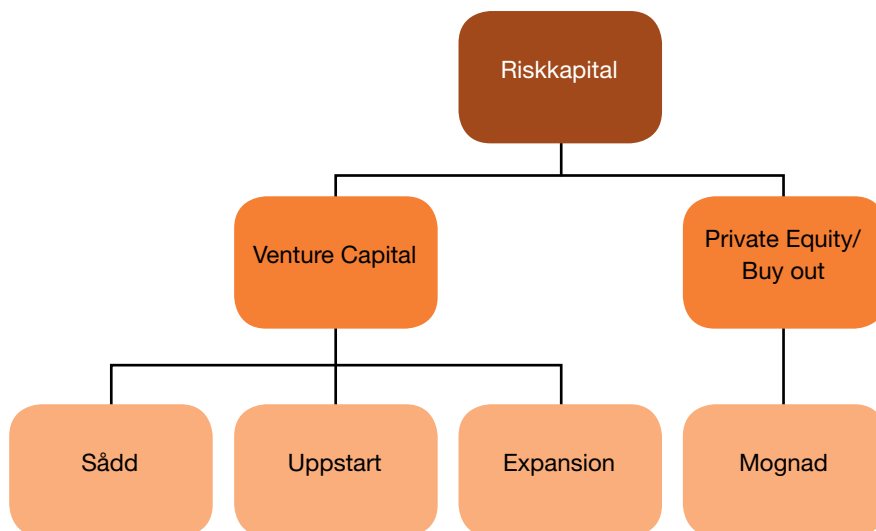 Riskkapital
Venture Capital
Private Equity/
Buy out
Sådd
Uppstart
Expansion
Mognad